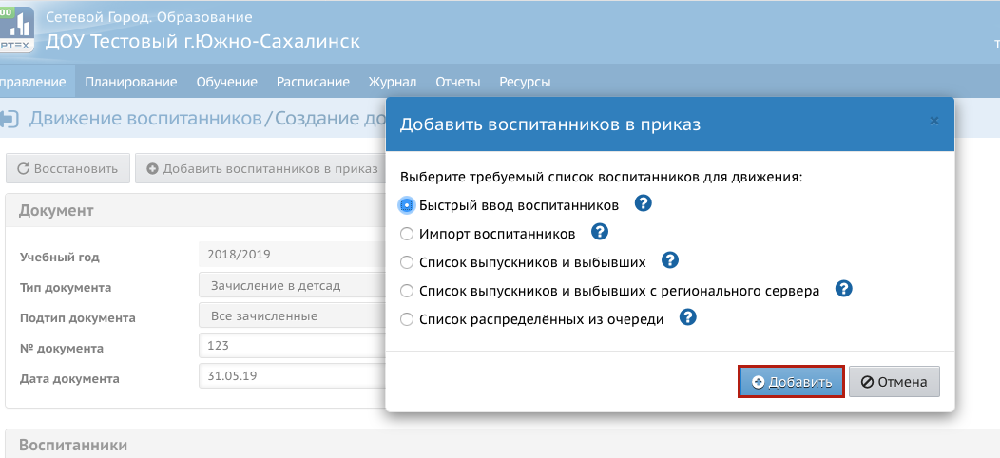 00
РТЕХ
Сетевой Город. Образование
ДОУ Тестовый г.Южно-Сахалинск
правление Планирование Обучение Расписание Журнал Отчеты Ресурсы
Движение воспитанников/Создание до
Восстановить Добавить воспитанников в приказ
Документ
Учебный год 2018/2019
Тип документа Зачисление в детсад
Подтип документа Все зачисленные
№ документа 123
Дата документа 31.05.19
Воспитанники
Добавить воспитанников в приказ ×
Выберите требуемый список воспитанников для движения:
Быстрый ввод воспитанников ?
Импорт воспитанников ?
Список выпускников и выбывших ?
Список выпускников и выбывших с регионального сервера ?
Список распределённых из очереди ?
Добавить Отмена